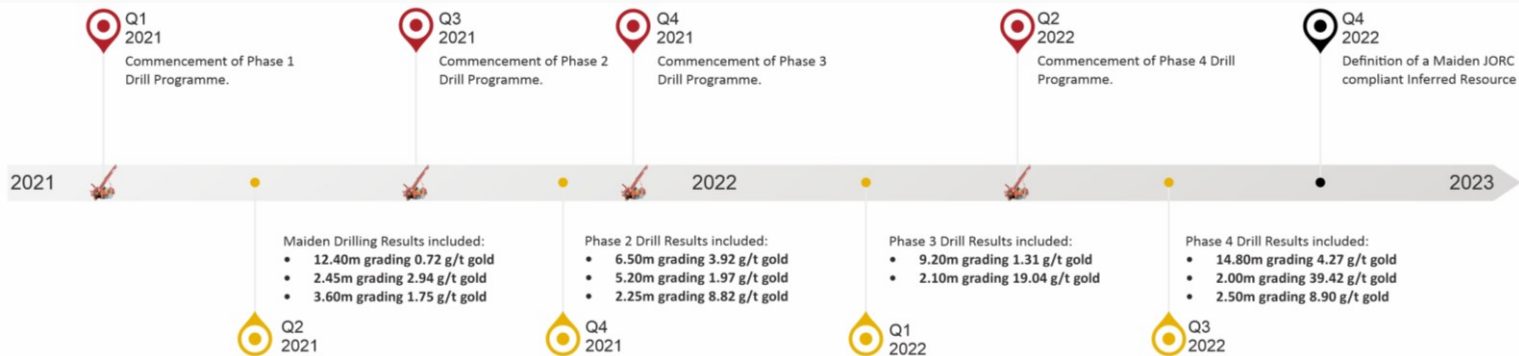 Q1
2021
Commencement of Phase 1
Drill Programme.
Q3
2021
Commencement of Phase 2
Drill Programme.
Q4
2021
Commencement of Phase 3
Drill Programme.
Q2
2022
Commencement of Phase 4 Drill
Programme.
Q4
2022
Definition of a Maiden JORC
compliant Inferred Resource
2021
2022
2023
Maiden Drilling Results included:
• 12.40m grading 0.72 g/t gold
• 2.45m grading 2.94 g/t gold
• 3.60m grading 1.75 g/t gold
Q2
2021
Phase 2 Drill Results included:
• 6.50m grading 3.92 g/t gold
• 5.20m grading 1.97 g/t gold
• 2.25m grading 8.82 g/t gold
Q4
2021
Phase 3 Drill Results included:
• 9.20m grading 1.31 g/t gold
• 2.10m grading 19.04 g/t gold
Q1
2022
Phase 4 Drill Results included:
• 14.80m grading 4.27 g/t gold
• 2.00m grading 39.42 g/t gold
• 2.50m grading 8.90 g/t gold
Q3
2022